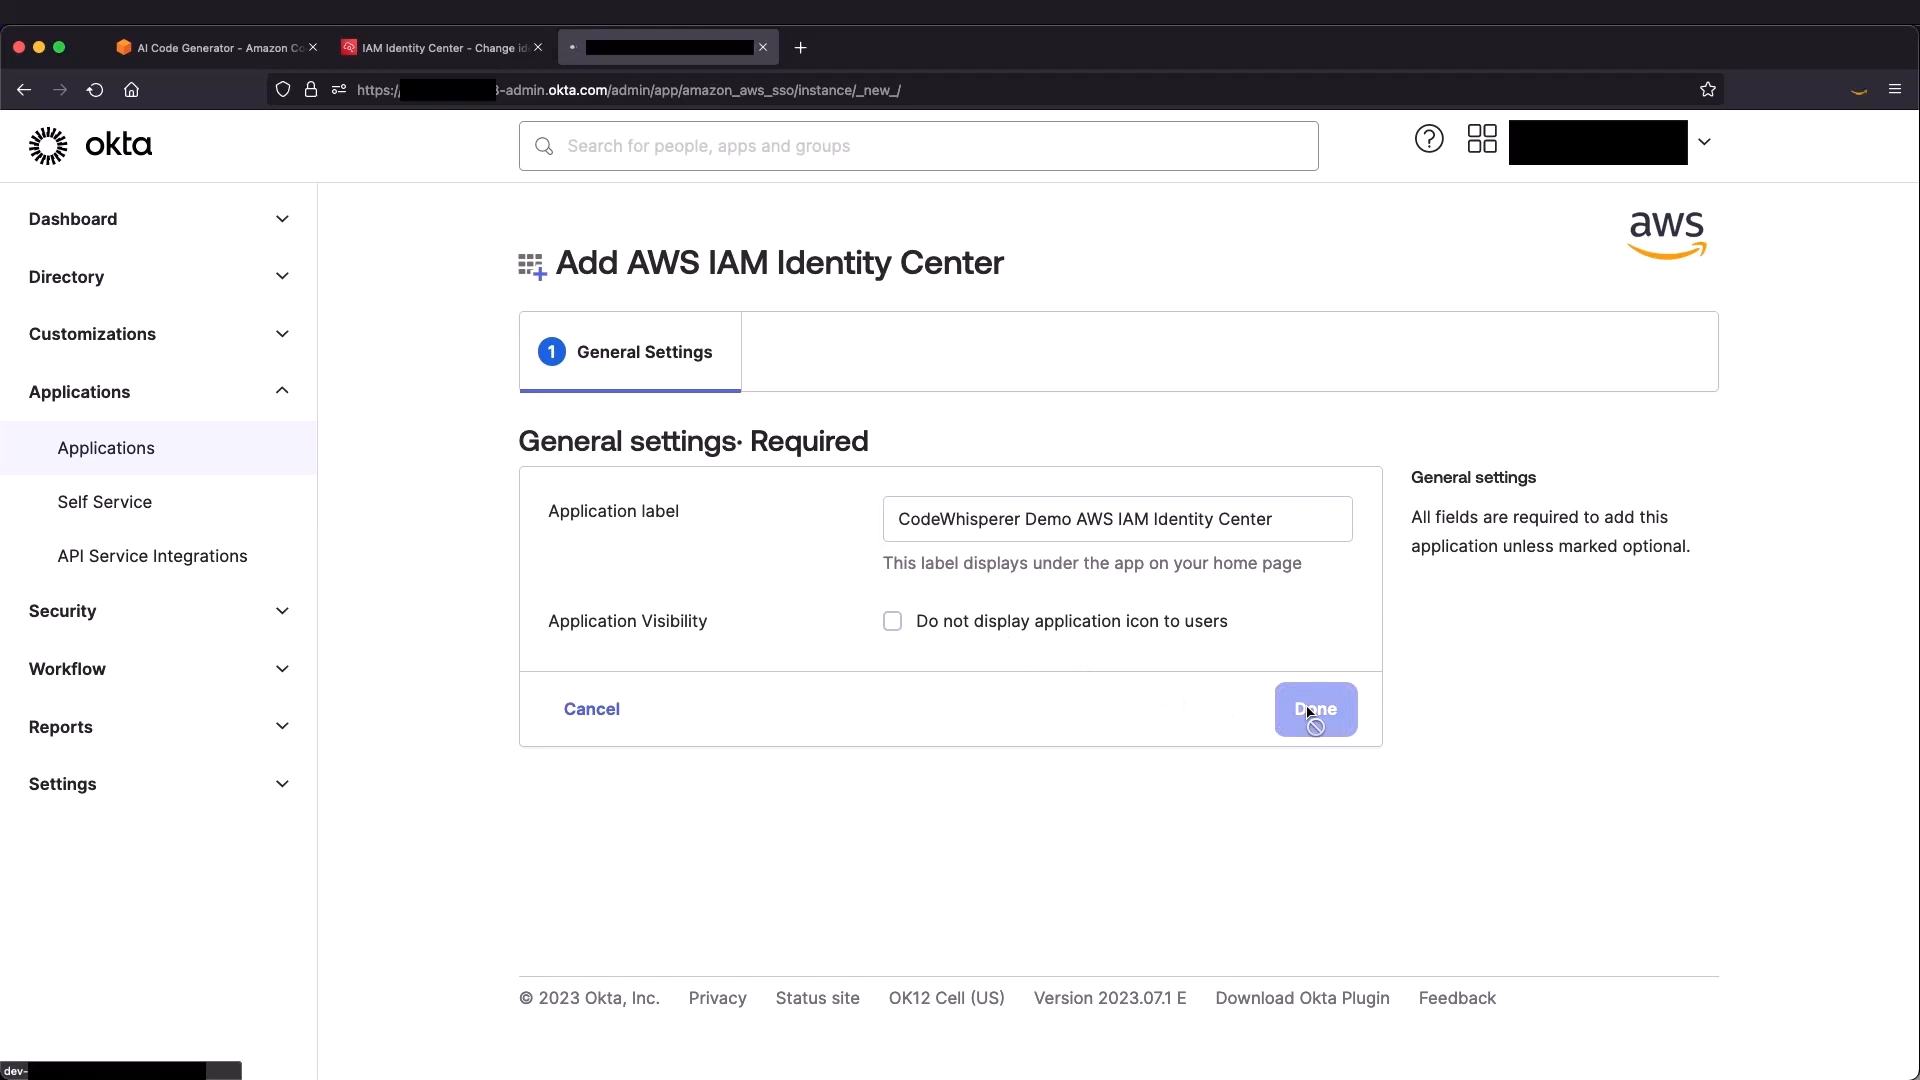 AI Code Generator - Amazon Co
IAM Identity Center - Change id
https://
-admin.okta.com/admin/app/amazon_aws_sso/instance/_new_/
okta
Search for people, apps and groups
aws
Dashboard
Directory
Customizations
Applications
Applications
Self Service
API Service Integrations
Security
Workflow
Reports
Settings
Add AWS IAM Identity Center
1 General Settings
General settings· Required
Application label
CodeWhisperer Demo AWS IAM Identity Center
This label displays under the app on your home page
Application Visibility
Do not display application icon to users
Cancel
Done
General settings
All fields are required to add this
application unless marked optional.
© 2023 Okta, Inc. Privacy Status site OK12 Cell (US) Version 2023.07.1 E Download Okta Plugin Feedback
dev-